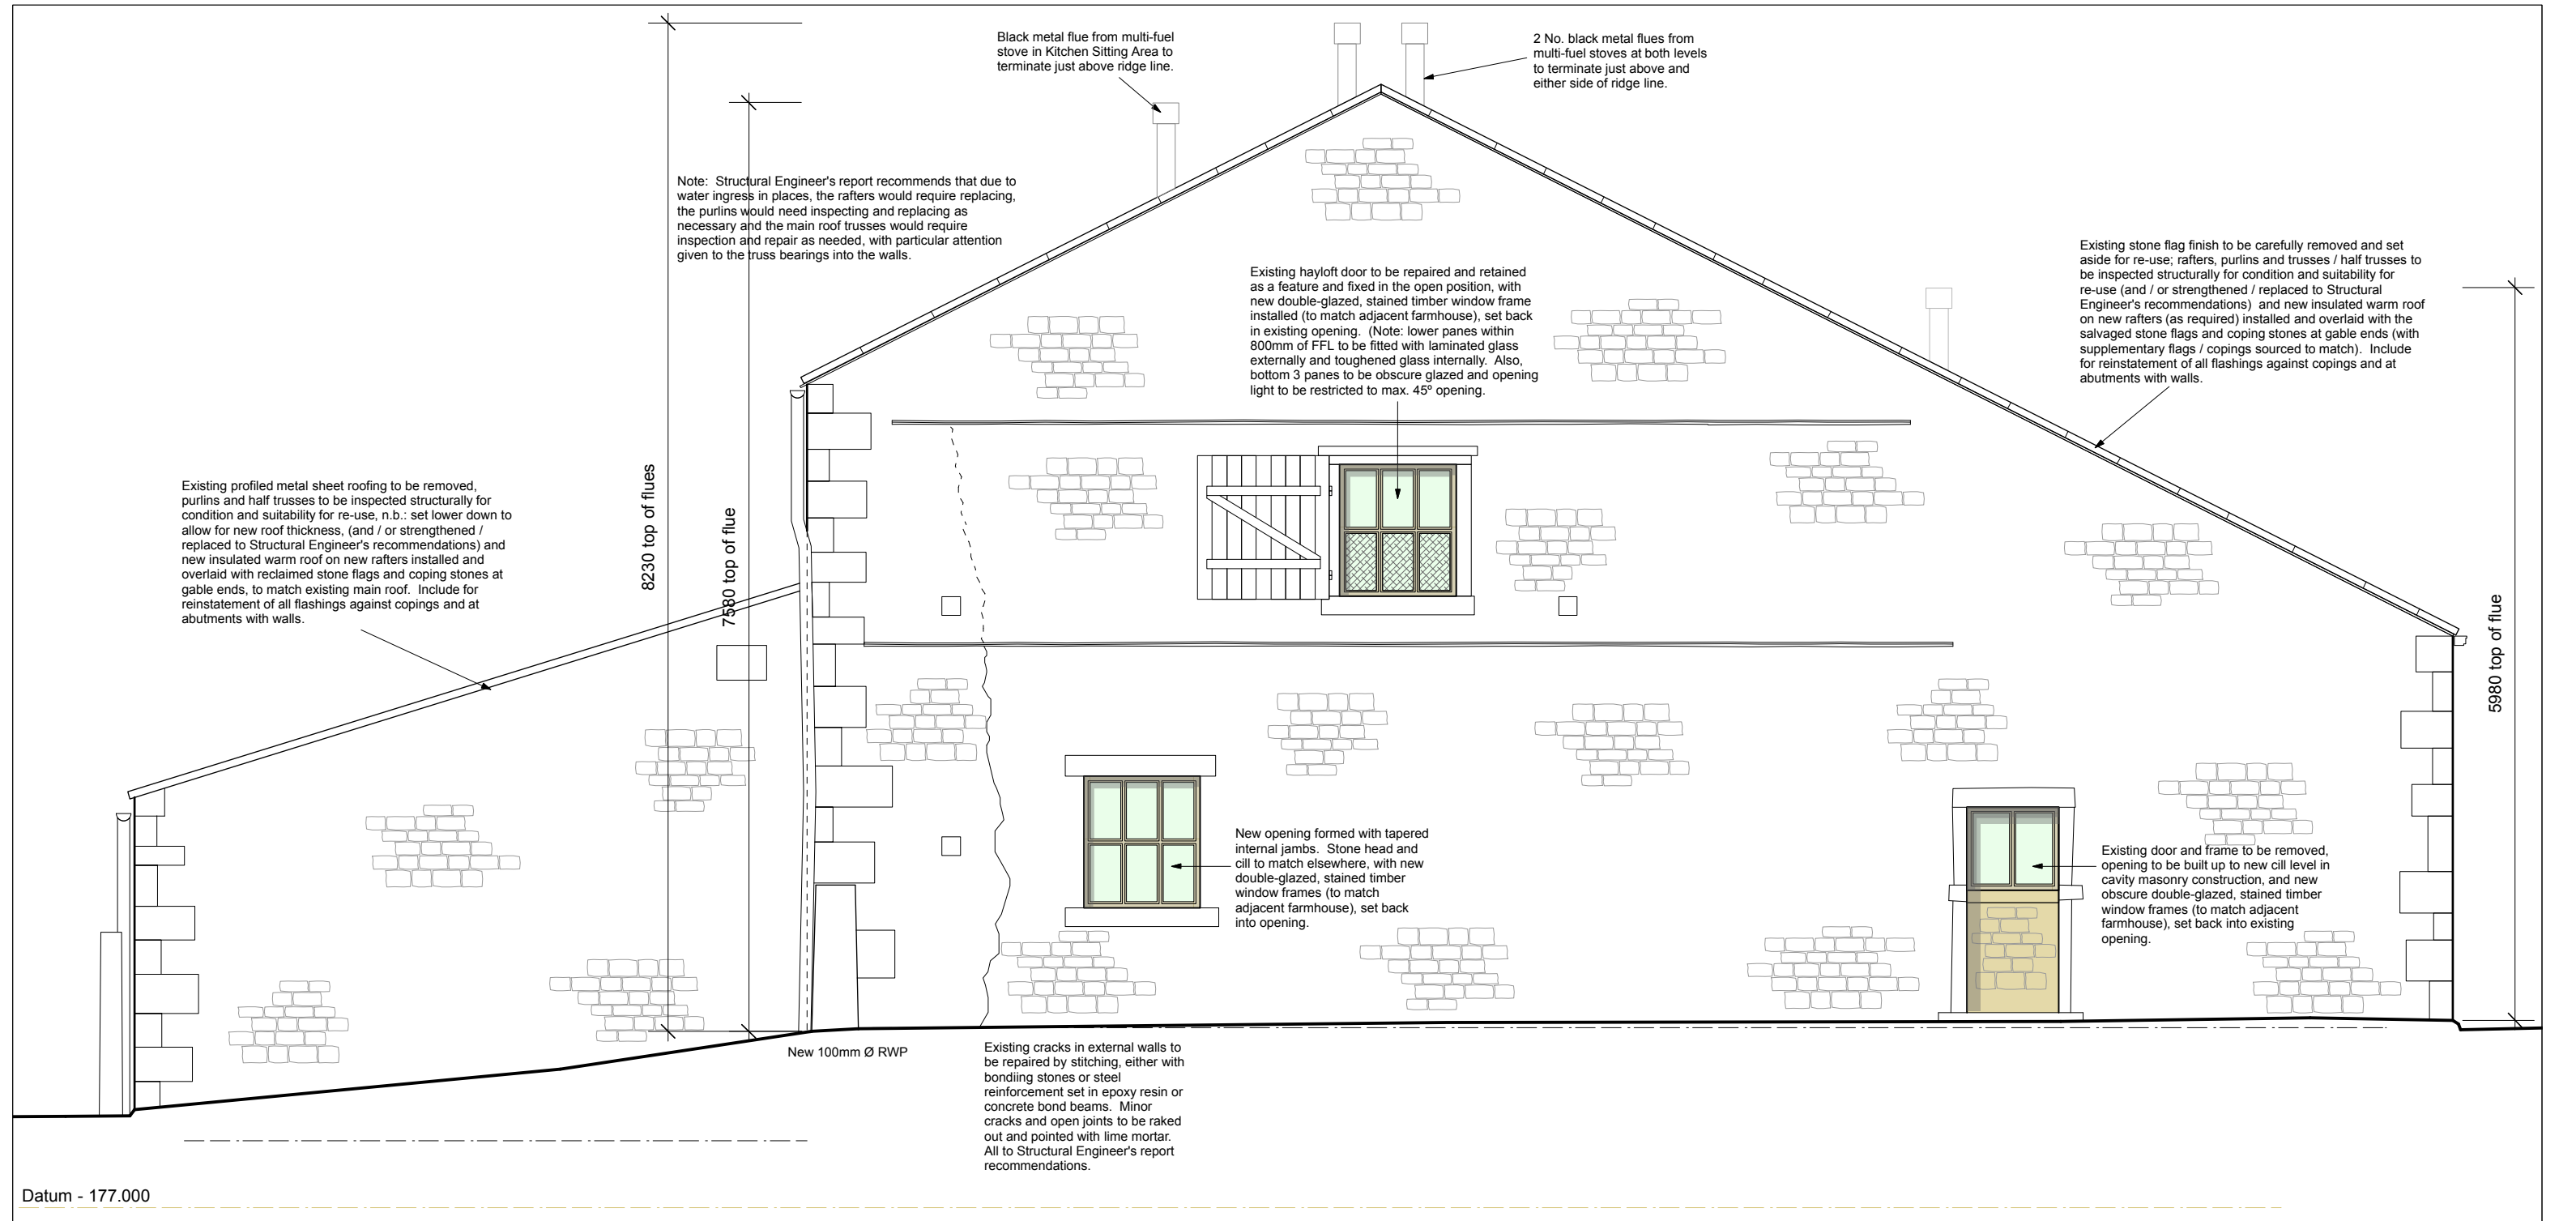 Black metal flue from multi-fuel
stove in Kitchen Sitting Area to
terminate just above ridge line.
2 No. black metal flues from
multi-fuel stoves at both levels
to terminate just above and
either side of ridge line.
Note:  Structural Engineer's report recommends that due to
water ingress in places, the rafters would require replacing,
the purlins would need inspecting and replacing as
necessary and the main roof trusses would require
inspection and repair as needed, with particular attention
given to the truss bearings into the walls.
Existing hayloft door to be repaired and retained
as a feature and fixed in the open position, with
new double-glazed, stained timber window frame
installed (to match adjacent farmhouse), set back
in existing opening.  (Note: lower panes within
800mm of FFL to be fitted with laminated glass
externally and toughened glass internally.  Also,
bottom 3 panes to be obscure glazed and opening
light to be restricted to max. 45º opening.
Existing stone flag finish to be carefully removed and set
aside for re-use; rafters, purlins and trusses / half trusses to
be inspected structurally for condition and suitability for
re-use (and / or strengthened / replaced to Structural
Engineer's recommendations)  and new insulated warm roof
on new rafters (as required) installed and overlaid with the
salvaged stone flags and coping stones at gable ends (with
supplementary flags / copings sourced to match).  Include
for reinstatement of all flashings against copings and at
abutments with walls.
Existing profiled metal sheet roofing to be removed,
purlins and half trusses to be inspected structurally for
condition and suitability for re-use, n.b.: set lower down to
allow for new roof thickness, (and / or strengthened /
replaced to Structural Engineer's recommendations) and
new insulated warm roof on new rafters installed and
overlaid with reclaimed stone flags and coping stones at
gable ends, to match existing main roof.  Include for
reinstatement of all flashings against copings and at
abutments with walls.
8230 top of flues
7580 top of flue
5980 top of flue
New opening formed with tapered
internal jambs.  Stone head and
cill to match elsewhere, with new
double-glazed, stained timber
window frames (to match
adjacent farmhouse), set back
into opening.
Existing door and frame to be removed,
opening to be built up to new cill level in
cavity masonry construction, and new
obscure double-glazed, stained timber
window frames (to match adjacent
farmhouse), set back into existing
opening.
New 100mm Ø RWP
Existing cracks in external walls to
be repaired by stitching, either with
bondiing stones or steel
reinforcement set in epoxy resin or
concrete bond beams.  Minor
cracks and open joints to be raked
out and pointed with lime mortar.
All to Structural Engineer's report
recommendations.
Datum - 177.000